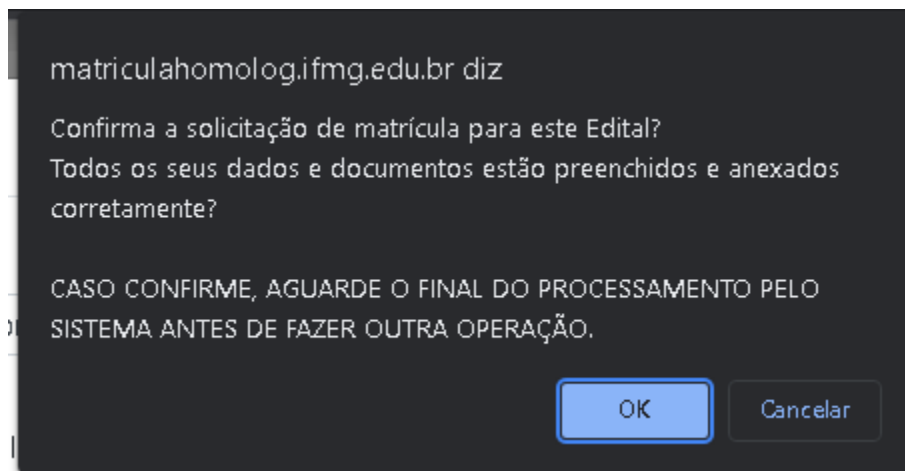 matriculahomolog.ifmg.edu.br diz
Confirma a solicitação de matrícula para este Edital?
Todos os seus dados e documentos estão preenchidos e anexados
corretamente?
CASO CONFIRME, AGUARDE O FINAL DO PROCESSAMENTO PELO
SISTEMA ANTES DE FAZER OUTRA OPERAÇÃO.
OK Cancelar